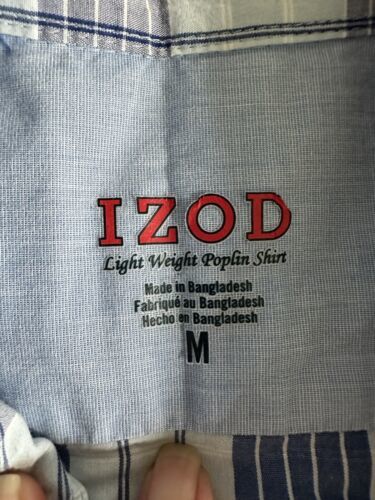 IZOD
Light Weight Poplin Shirt
Made in Bangladesh
Fabriqué au Bangladesh
Hecho en Bangladesh
M